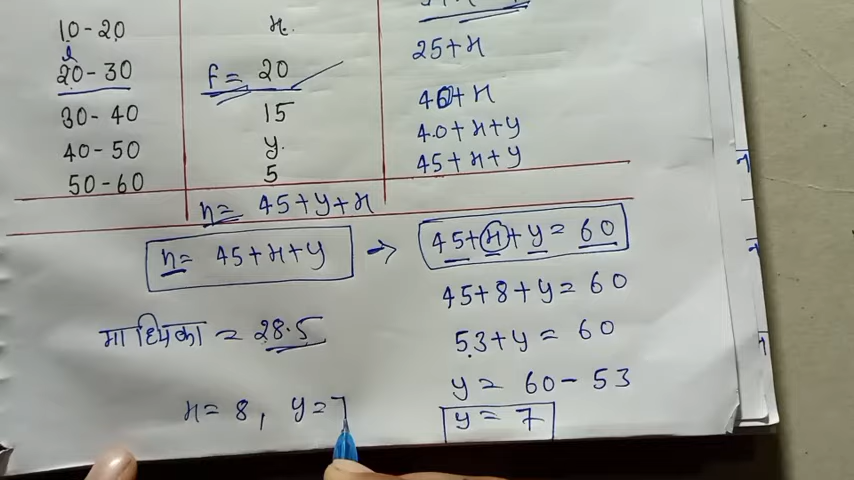 10-20 x.
25+x
20-30 f= 20
30-40 15 40+x
40-50 y. 40+x+y
50-60 5 45+x+y
n= 45+y+x
n= 45+x+y → 45+x+y= 60
45+8+y=60
माध्यिका = 28.5 53+y = 60
y = 60-53
x= 8, y=7 y= 7